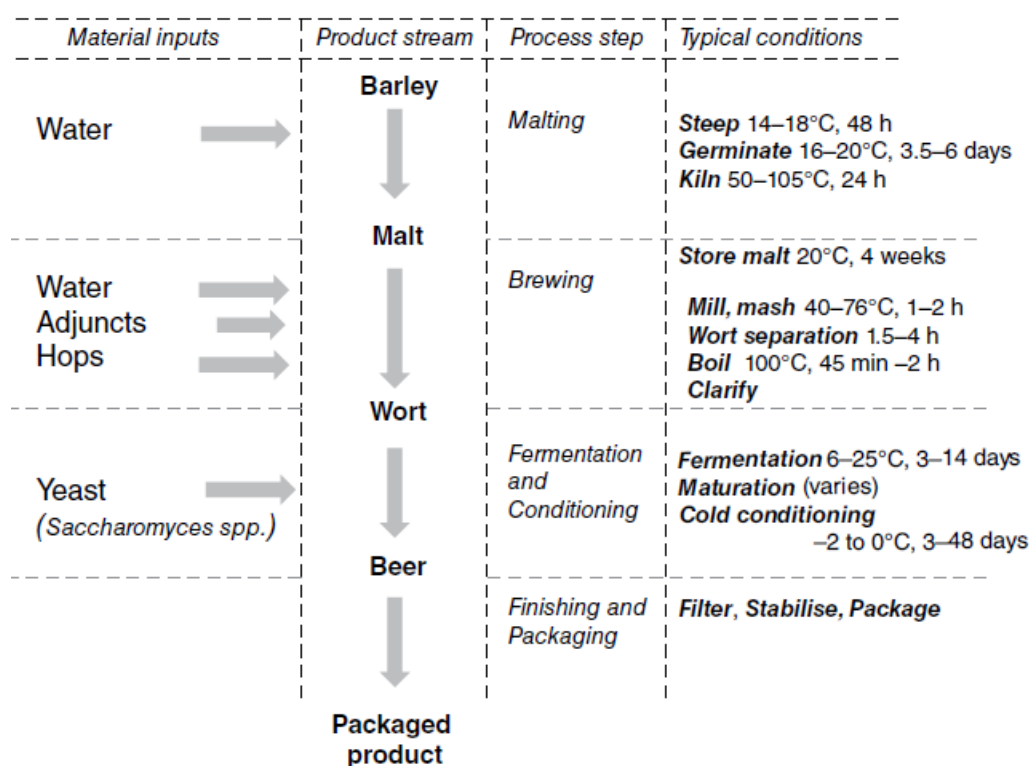 Material inputs Product stream Process step Typical conditions
Barley
Water Malting Steep 14–18°C, 48 h
Germinate 16–20°C, 3.5–6 days
Kiln 50–105°C, 24 h
Malt
Store malt 20°C, 4 weeks
Water Brewing
Adjuncts
Hops
Mill, mash 40–76°C, 1–2 h
Wort separation 1.5–4 h
Boil 100°C, 45 min –2 h
Clarify
Wort
Yeast
(Saccharomyces spp.)
Fermentation
and
Conditioning
Fermentation 6–25°C, 3–14 days
Maturation (varies)
Cold conditioning
–2 to 0°C, 3–48 days
Beer
Finishing and
Packaging
Filter, Stabilise, Package
Packaged
product